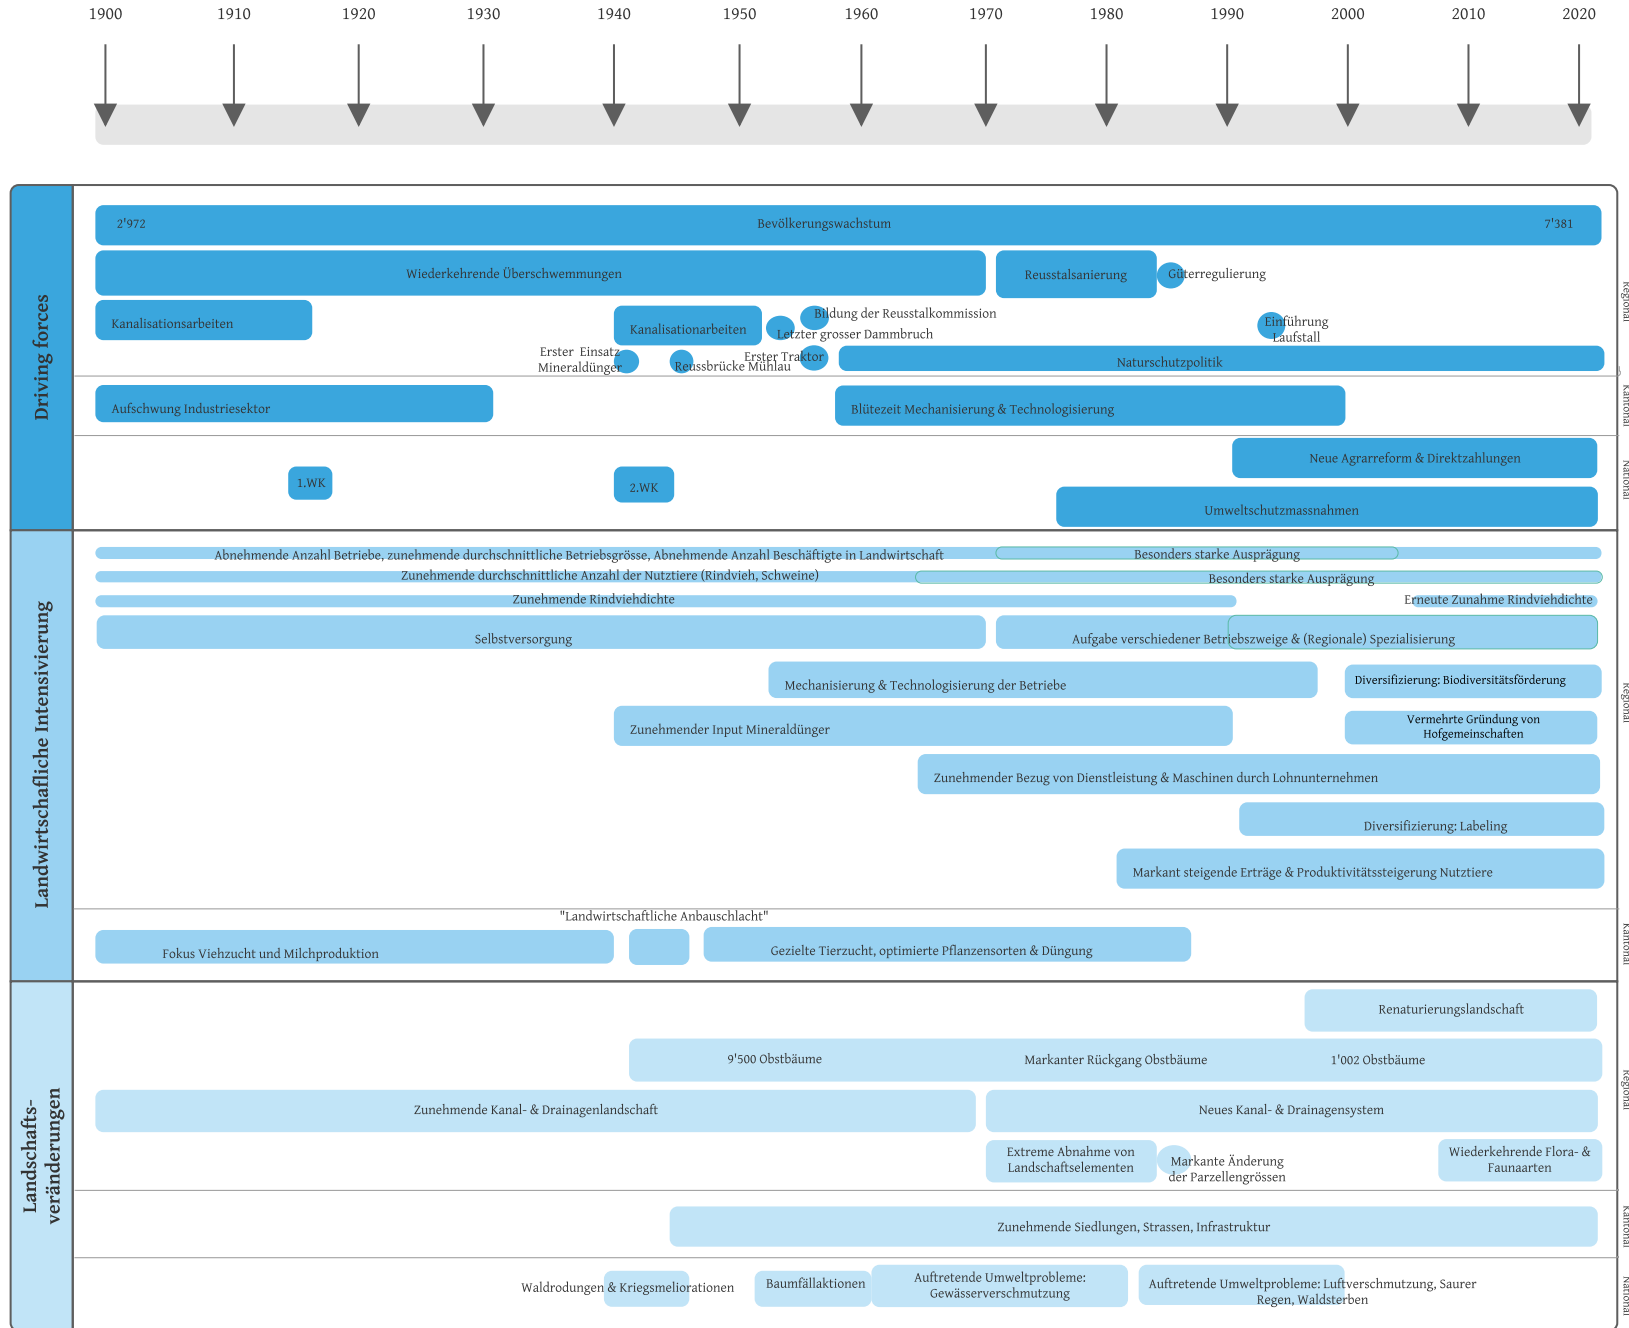 1900 1910 1920 1930 1940 1950 1960 1970 1980 1990 2000 2010 2020
Driving forces
2'972 Bevölkerungswachstum 7'381
Wiederkehrende Überschwemmungen Reusstalsanierung Güterregulierung
Kanalisationsarbeiten Kanalisationarbeiten
Bildung der Reusstalkommission
Letzter grosser Dammbruch
Einführung
Laufstall
Erster Einsatz
Mineraldünger
Reussbrücke Mühlau
Erster Traktor
Naturschutzpolitik
Regional
Aufschwung Industriesektor Blütezeit Mechanisierung & Technologisierung
Kantonal
Neue Agrarreform & Direktzahlungen
1.WK 2.WK
Umweltschutzmassnahmen
National
Landwirtschafliche Intensivierung
Abnehmende Anzahl Betriebe, zunehmende durchschnittliche Betriebsgrösse, Abnehmende Anzahl Beschäftigte in Landwirtschaft Besonders starke Ausprägung
Zunehmende durchschnittliche Anzahl der Nutztiere (Rindvieh, Schweine) Besonders starke Ausprägung
Zunehmende Rindviehdichte Erneute Zunahme Rindviehdichte
Selbstversorgung Aufgabe verschiedener Betriebszweige & (Regionale) Spezialisierung
Mechanisierung & Technologisierung der Betriebe Diversifizierung: Biodiversitätsförderung
Zunehmender Input Mineraldünger
Vermehrte Gründung von
Hofgemeinschaften
Zunehmender Bezug von Dienstleistung & Maschinen durch Lohnunternehmen
Diversifizierung: Labeling
Markant steigende Erträge & Produktivitätssteigerung Nutztiere
Regional
"Landwirtschaftliche Anbauschlacht"
Fokus Viehzucht und Milchproduktion Gezielte Tierzucht, optimierte Pflanzensorten & Düngung
Kantonal
Landschafts-
veränderungen
Renaturierungslandschaft
9'500 Obstbäume Markanter Rückgang Obstbäume 1'002 Obstbäume
Zunehmende Kanal- & Drainagenlandschaft Neues Kanal- & Drainagensystem
Extreme Abnahme von
Landschaftselementen
Markante Änderung
der Parzellengrössen
Wiederkehrende Flora- &
Faunaarten
Regional
Zunehmende Siedlungen, Strassen, Infrastruktur
Kantonal
Waldrodungen & Kriegsmeliorationen
Baumfällaktionen
Auftretende Umweltprobleme:
Gewässerverschmutzung
Auftretende Umweltprobleme: Luftverschmutzung, Saurer
Regen, Waldsterben
National